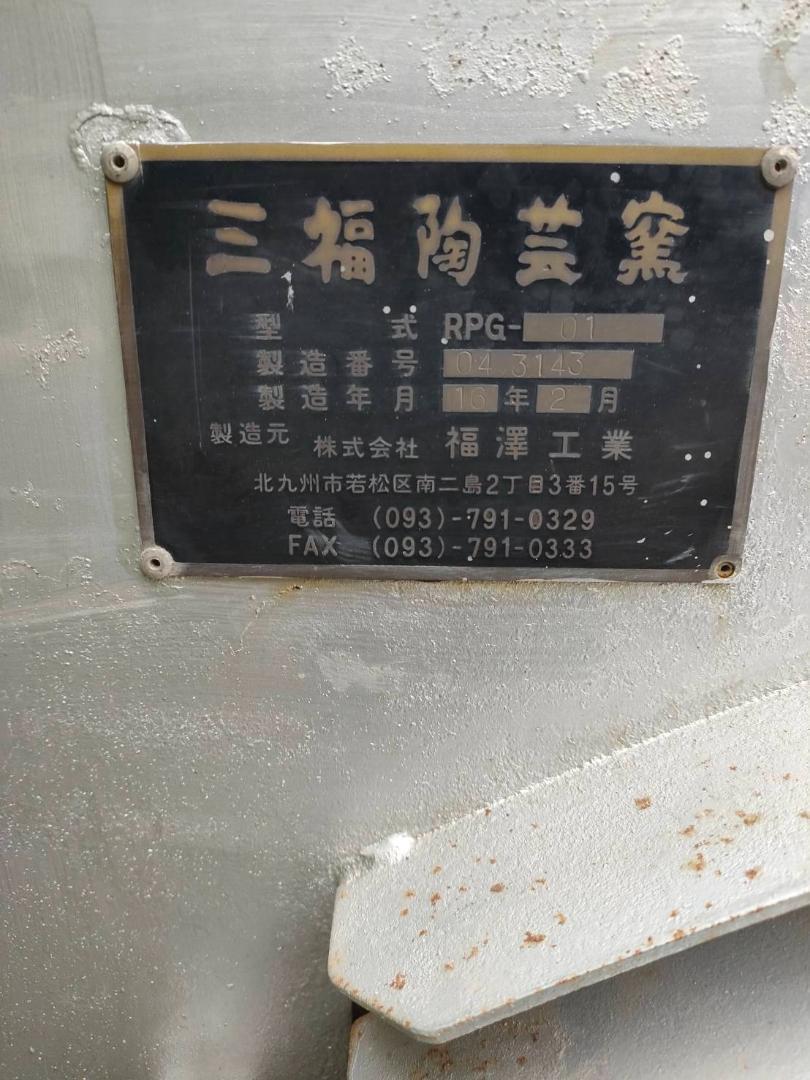 三福陶芸窯
型式 RPG-01
製造番号 04 3143
製造年月 16年2月
製造元 株式会社 福澤工業
北九州市若松区南二島2丁目3番15号
電話 (093)-791-0329
FAX (093)-791-0333